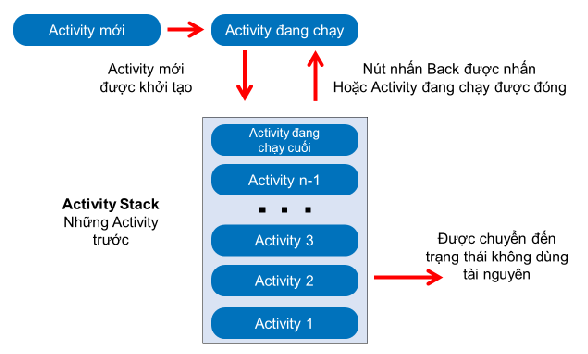 Activity mới
Activity đang chạy
Activity mới
được khởi tạo
Nút nhấn Back được nhấn
Hoặc Activity đang chạy được đóng
Activity đang
chạy cuối
Activity n-1
. . .
Activity Stack
Những Activity
trước
Activity 3
Activity 2
Activity 1
Được chuyển đến
trạng thái không dùng
tài nguyên